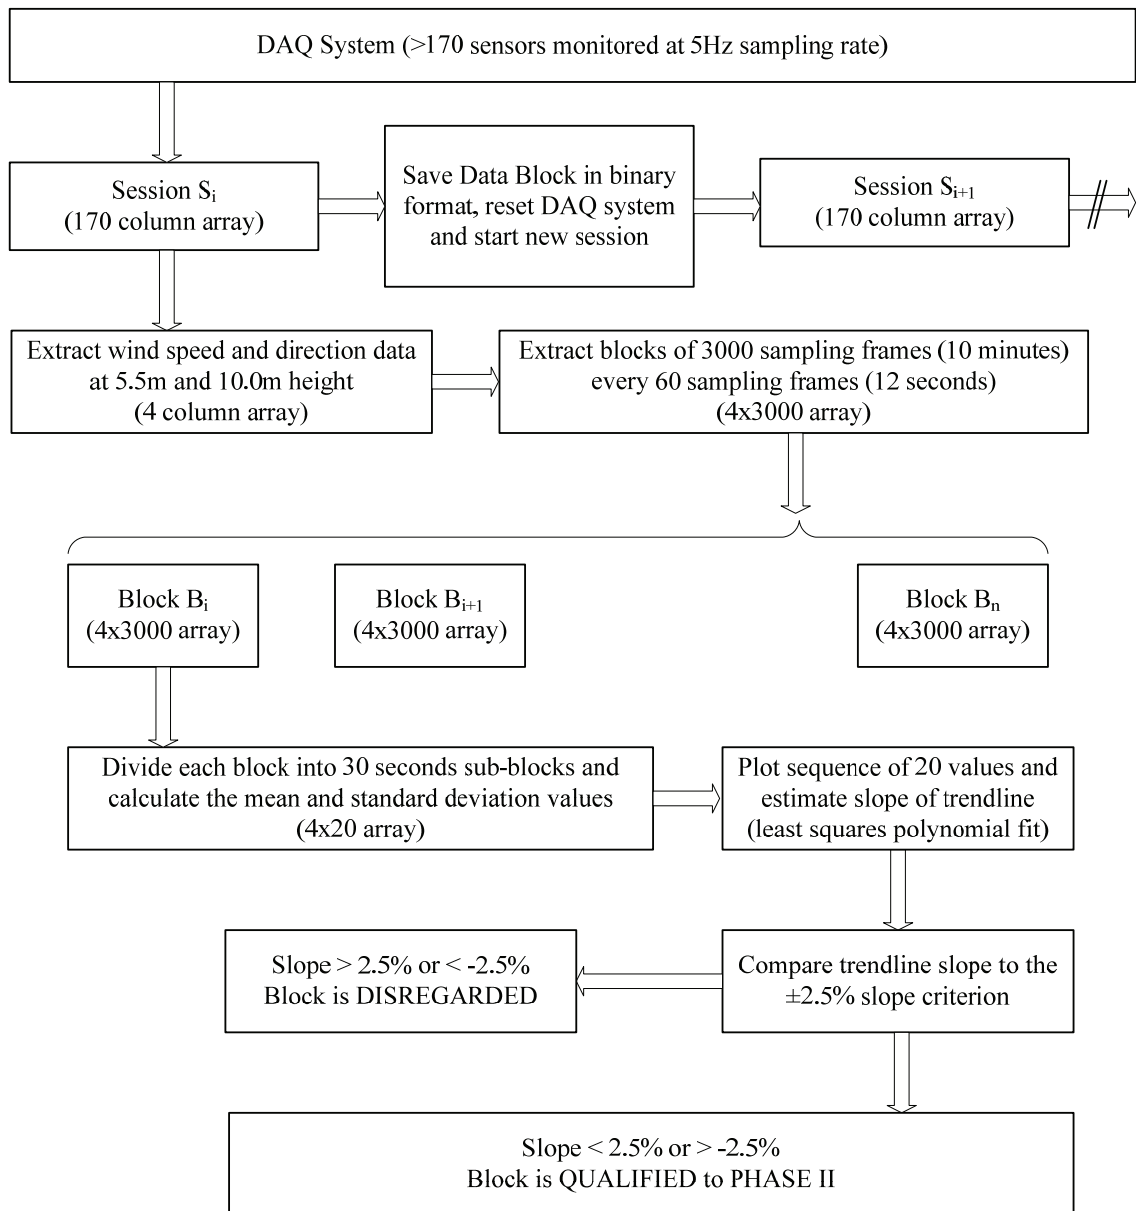 DAQ System (>170 sensors monitored at 5Hz sampling rate)
Session Si
(170 column array)
Save Data Block in binary
format, reset DAQ system
and start new session
Session Si+1
(170 column array)
Extract wind speed and direction data
at 5.5m and 10.0m height
(4 column array)
Extract blocks of 3000 sampling frames (10 minutes)
every 60 sampling frames (12 seconds)
(4x3000 array)
Block Bi
(4x3000 array)
Block Bi+1
(4x3000 array)
Block Bn
(4x3000 array)
Divide each block into 30 seconds sub-blocks and
calculate the mean and standard deviation values
(4x20 array)
Plot sequence of 20 values and
estimate slope of trendline
(least squares polynomial fit)
Slope > 2.5% or < -2.5%
Block is DISREGARDED
Compare trendline slope to the
±2.5% slope criterion
Slope < 2.5% or > -2.5%
Block is QUALIFIED to PHASE II